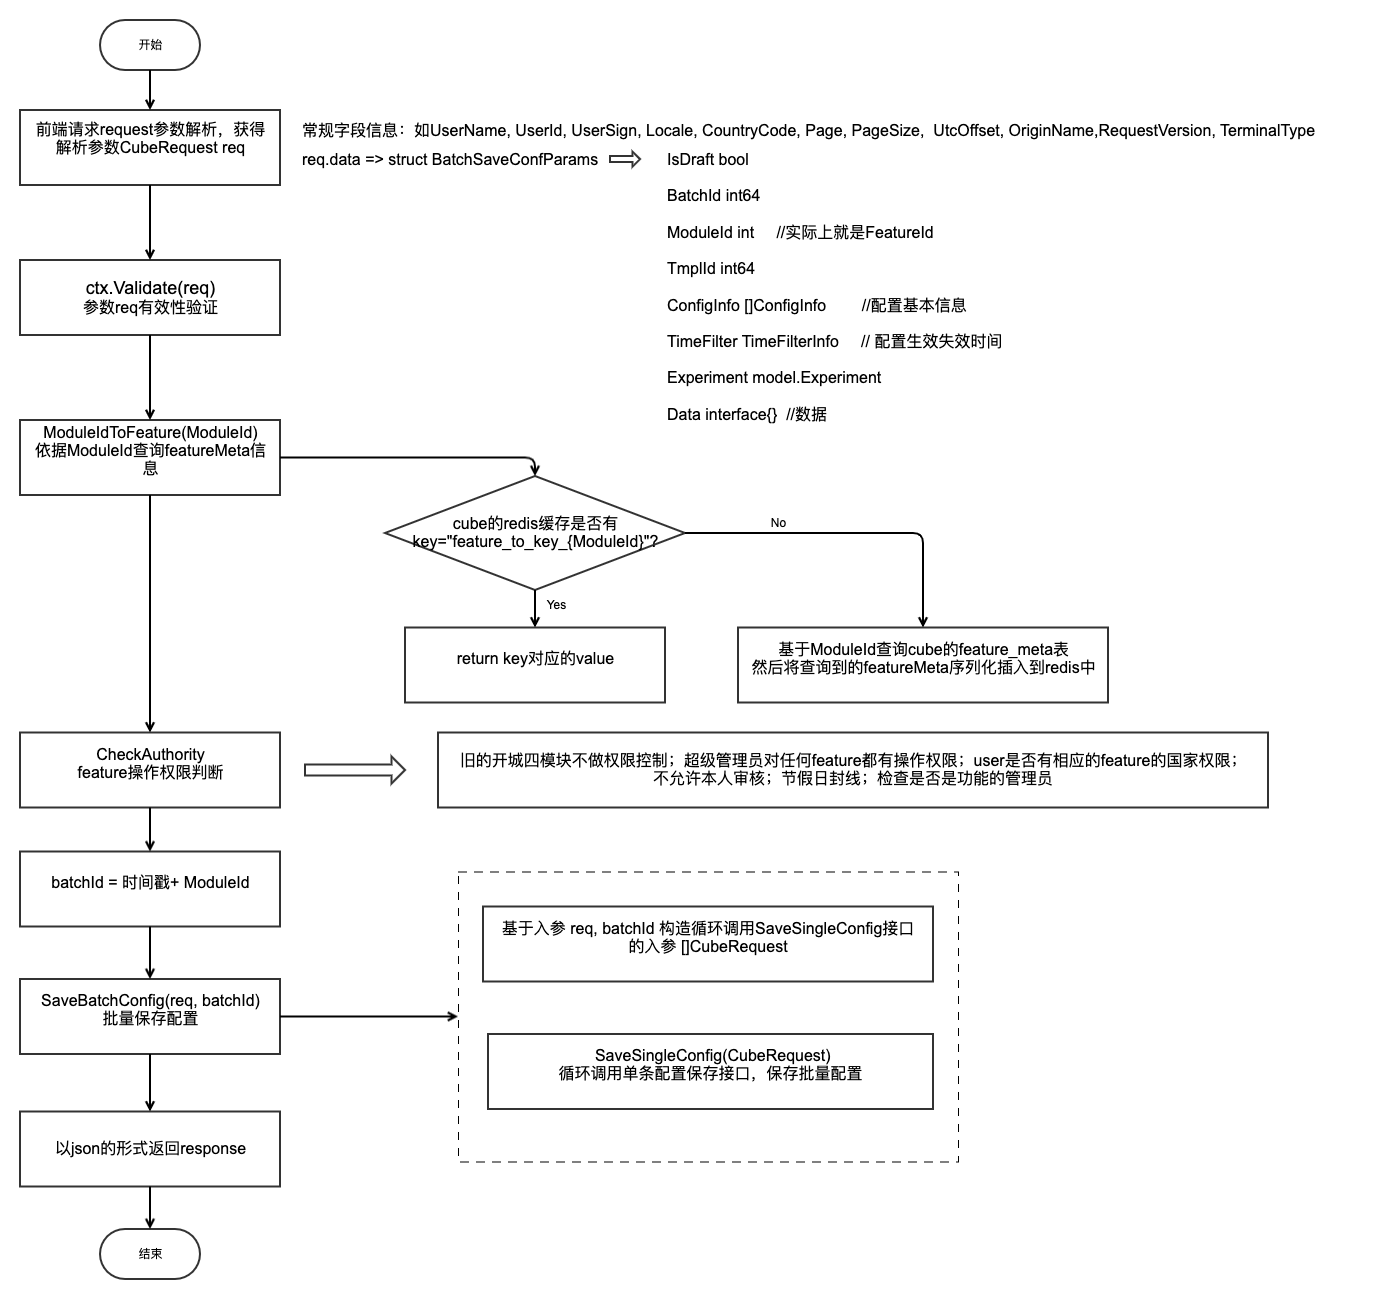 开始
前端请求request参数解析，获得
解析参数CubeRequest req
常规字段信息：如UserName, UserId, UserSign, Locale, CountryCode, Page, PageSize,  UtcOffset, OriginName,RequestVersion, TerminalType
req.data => struct BatchSaveConfParams
IsDraft bool
BatchId int64
ModuleId int     //实际上就是FeatureId
TmplId int64
ConfigInfo []ConfigInfo        //配置基本信息
TimeFilter TimeFilterInfo     // 配置生效失效时间
Experiment model.Experiment
Data interface{}  //数据
ctx.Validate(req)
参数req有效性验证
ModuleIdToFeature(ModuleId)
依据ModuleId查询featureMeta信
息
cube的redis缓存是否有
key="feature_to_key_{ModuleId}"?
No
Yes
return key对应的value
基于ModuleId查询cube的feature_meta表
然后将查询到的featureMeta序列化插入到redis中
CheckAuthority
feature操作权限判断
旧的开城四模块不做权限控制；超级管理员对任何feature都有操作权限；user是否有相应的feature的国家权限；
不允许本人审核；节假日封线；检查是否是功能的管理员
batchId = 时间戳+ ModuleId
基于入参 req, batchId 构造循环调用SaveSingleConfig接口
的入参 []CubeRequest
SaveBatchConfig(req, batchId)
批量保存配置
SaveSingleConfig(CubeRequest)
循环调用单条配置保存接口，保存批量配置
以json的形式返回response
结束